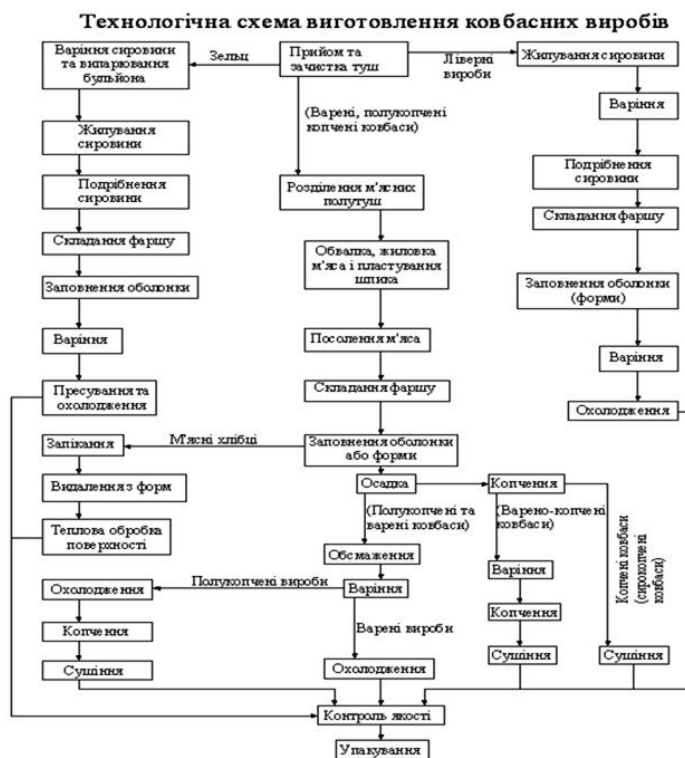 Технологічна схема виготовлення ковбасних виробів
Варіння сировини
та випарювання
бульйона
Зельц
Прийом та
зачистка туш
Ліверні
вироби
Жилування сировини
Варіння
(Варені, полукопчені
копчені ковбаси)
Жилування
сировини
Подрібнення
сировини
Подрібнення
сировини
Розділення м'ясних
полутуш
Складання фаршу
Складання фаршу
Обвалка, жиловка
м'яса і пластування
шпика
Заповнення оболонки
Заповнення оболонки
(форми)
Варіння
Посолення м'яса
Варіння
Пресування та
охолодження
Складання фаршу
Охолодження
Запікання
М'ясні хлібці
Заповнення оболонки
або форми
Видалення з форм
Осадка
Копчення
(Полукопчені та
варені ковбаси)
(Варено-копчені
ковбаси)
Копчені ковбаси
(сирокопчені
ковбаси)
Теплова обробка
поверхності
Обсмаження
Варіння
Охолодження
Полукопчені вироби
Варіння
Копчення
Копчення
Варені вироби
Сушіння
Охолодження
Сушіння
Сушіння
Контроль якості
Упакування